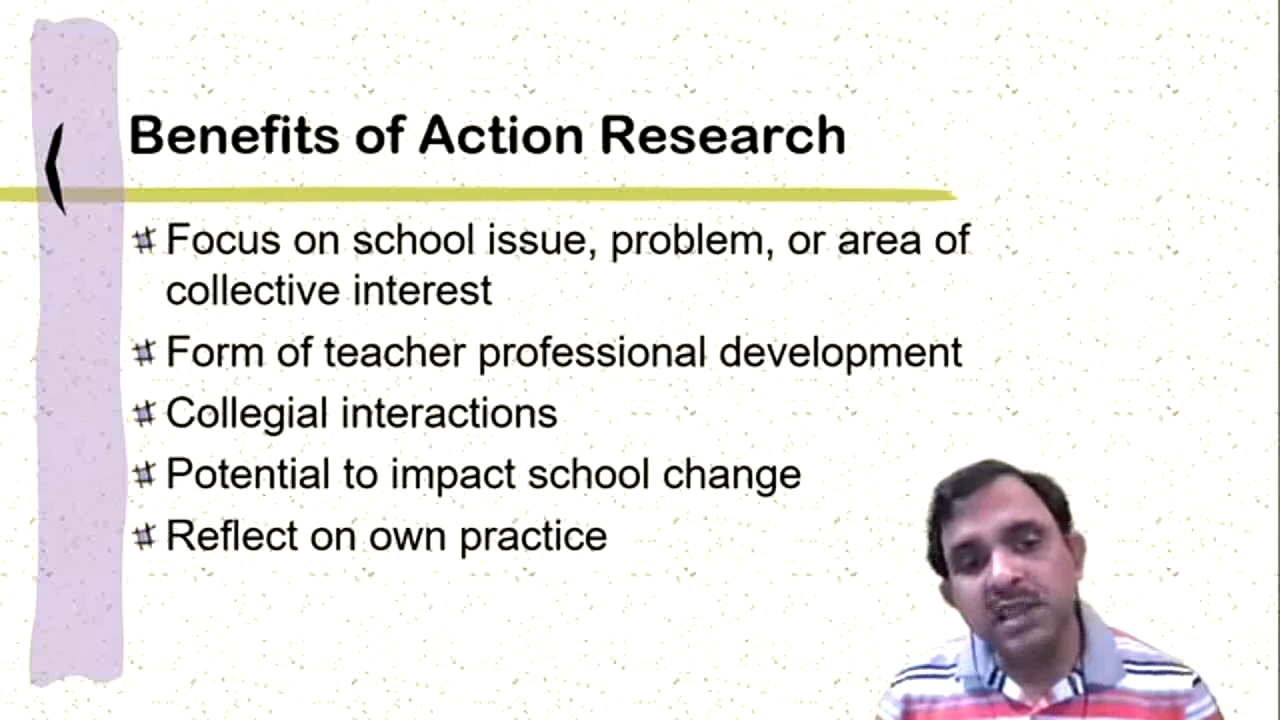 Benefits of Action Research
Focus on school issue, problem, or area of
collective interest
Form of teacher professional development
Collegial interactions
Potential to impact school change
Reflect on own practice